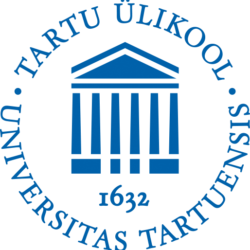 TARTU ÜLIKOOL
1632
· UNIVERSITAS TARTUENSIS ·